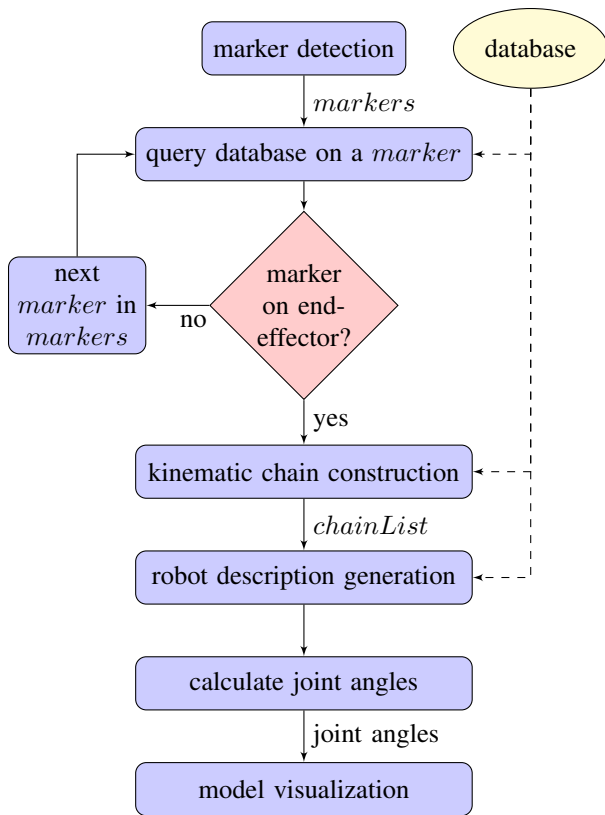 marker detection
database
markers
query database on a marker
next
marker in
markers
no
marker
on end-
effector?
yes
kinematic chain construction
chainList
robot description generation
calculate joint angles
joint angles
model visualization